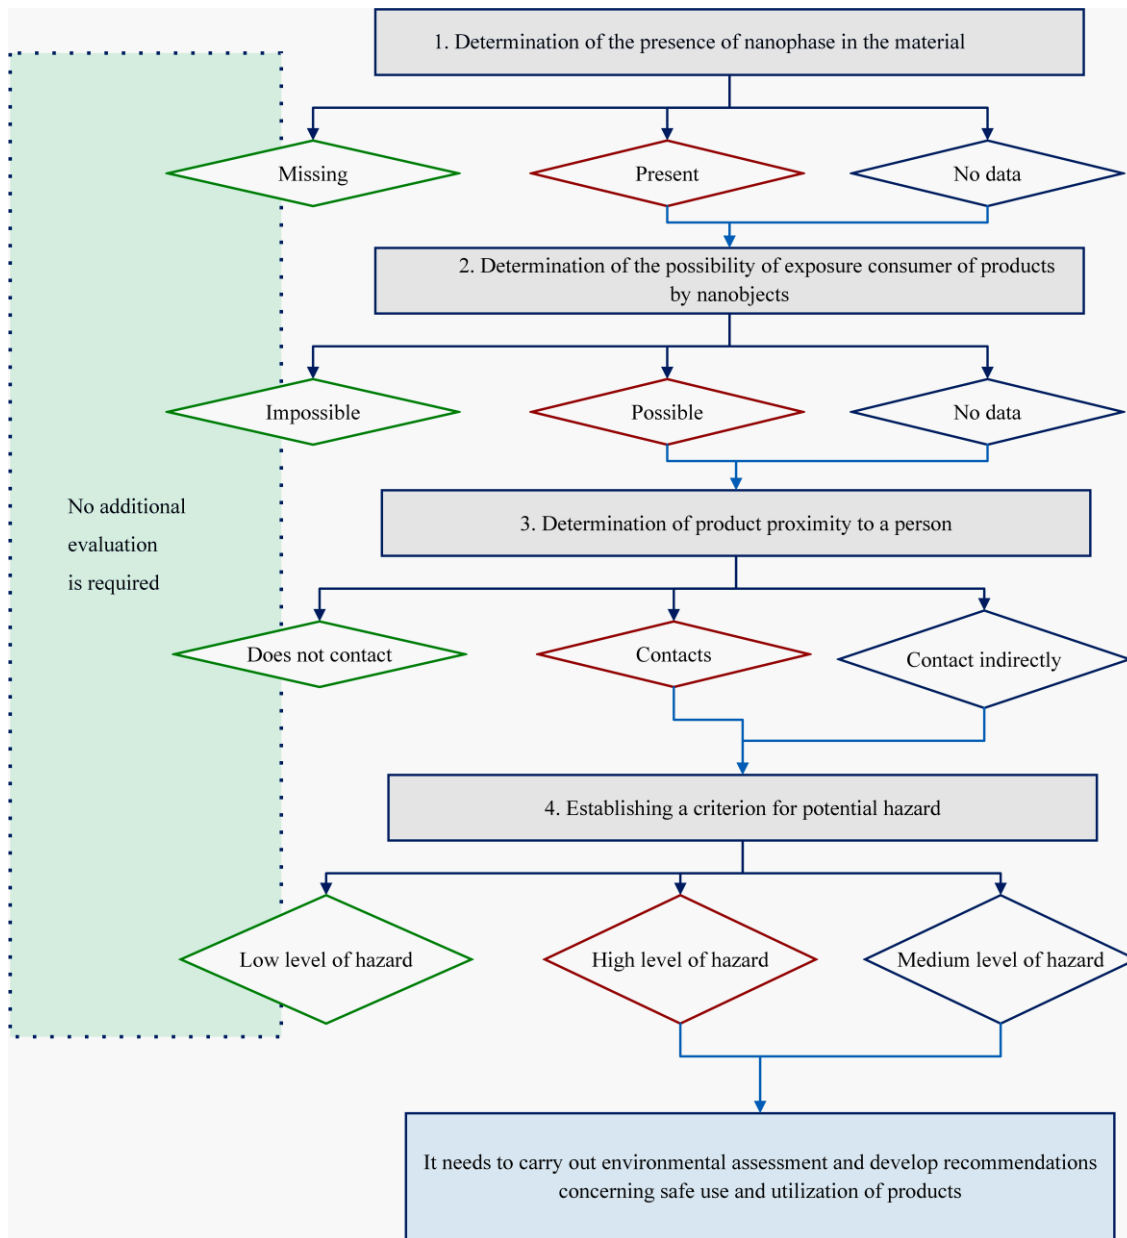 1. Determination of the presence of nanophase in the material
Missing
Present
No data
2. Determination of the possibility of exposure consumer of products
by nanobjects
Impossible
Possible
No data
No additional
evaluation
is required
3. Determination of product proximity to a person
Does not contact
Contacts
Contact indirectly
4. Establishing a criterion for potential hazard
Low level of hazard
High level of hazard
Medium level of hazard
It needs to carry out environmental assessment and develop recommendations
concerning safe use and utilization of products